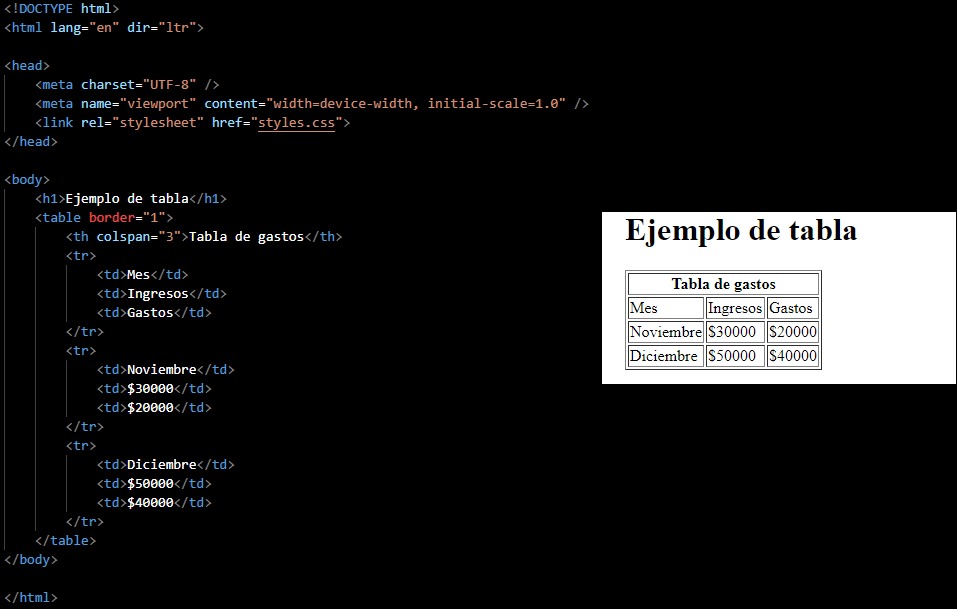 <!DOCTYPE html>
<html lang="en" dir="ltr">
<head>
<meta charset="UTF-8" />
<meta name="viewport" content="width=device-width, initial-scale=1.0" />
<link rel="stylesheet" href="styles.css">
</head>
<body>
<h1>Ejemplo de tabla</h1>
<table border="1">
<th colspan="3">Tabla de gastos</th>
<tr>
<td>Mes</td>
<td>Ingresos</td>
<td>Gastos</td>
</tr>
<tr>
<td>Noviembre</td>
<td>$30000</td>
<td>$20000</td>
</tr>
<tr>
<td>Diciembre</td>
<td>$50000</td>
<td>$40000</td>
</tr>
</table>
</body>
</html>
Ejemplo de tabla
Tabla de gastos
Mes Ingresos Gastos
Noviembre $30000 $20000
Diciembre $50000 $40000